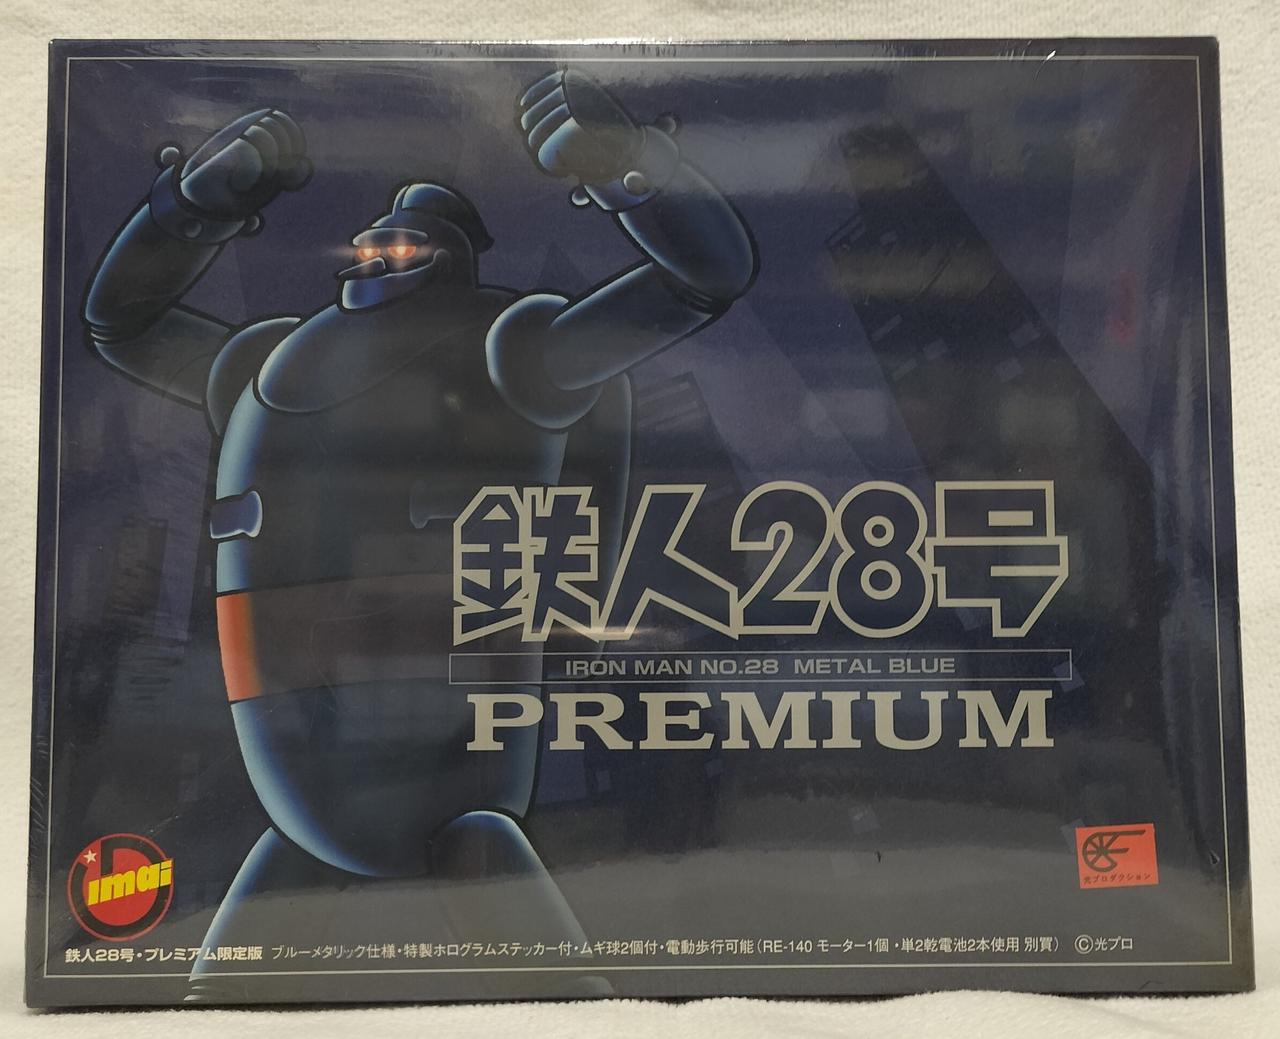 鉄人28号
IRON MAN NO.28 METAL BLUE
PREMIUM
imai
光プロダクション
鉄人28号・プレミアム限定版 ブルーメタリック仕様・特製ホログラムステッカー付・ムギ球2個付・電動歩行可能(RE-140 モーター1個・単2乾電池2本使用 別買) ©光プロ